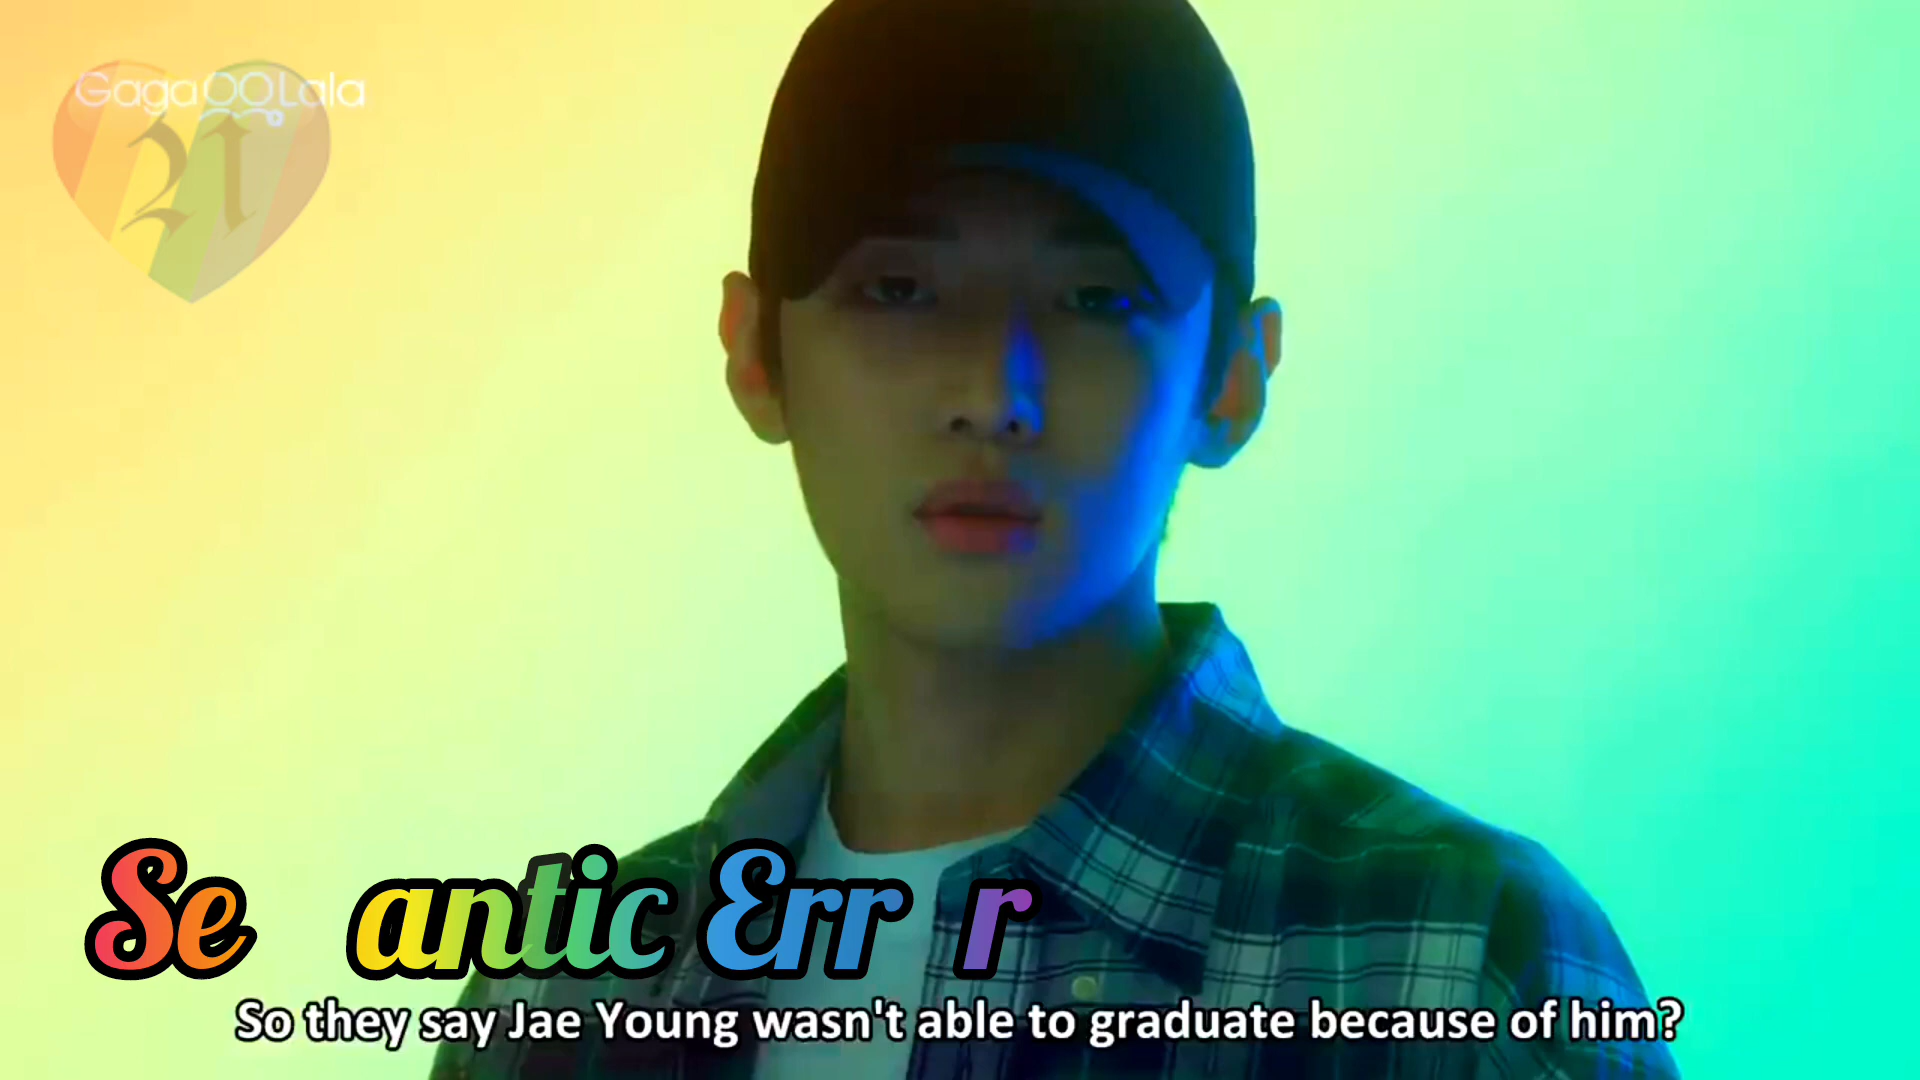 GagaOOLala
21
Se antic Err r
So they say Jae Young wasn't able to graduate because of him?